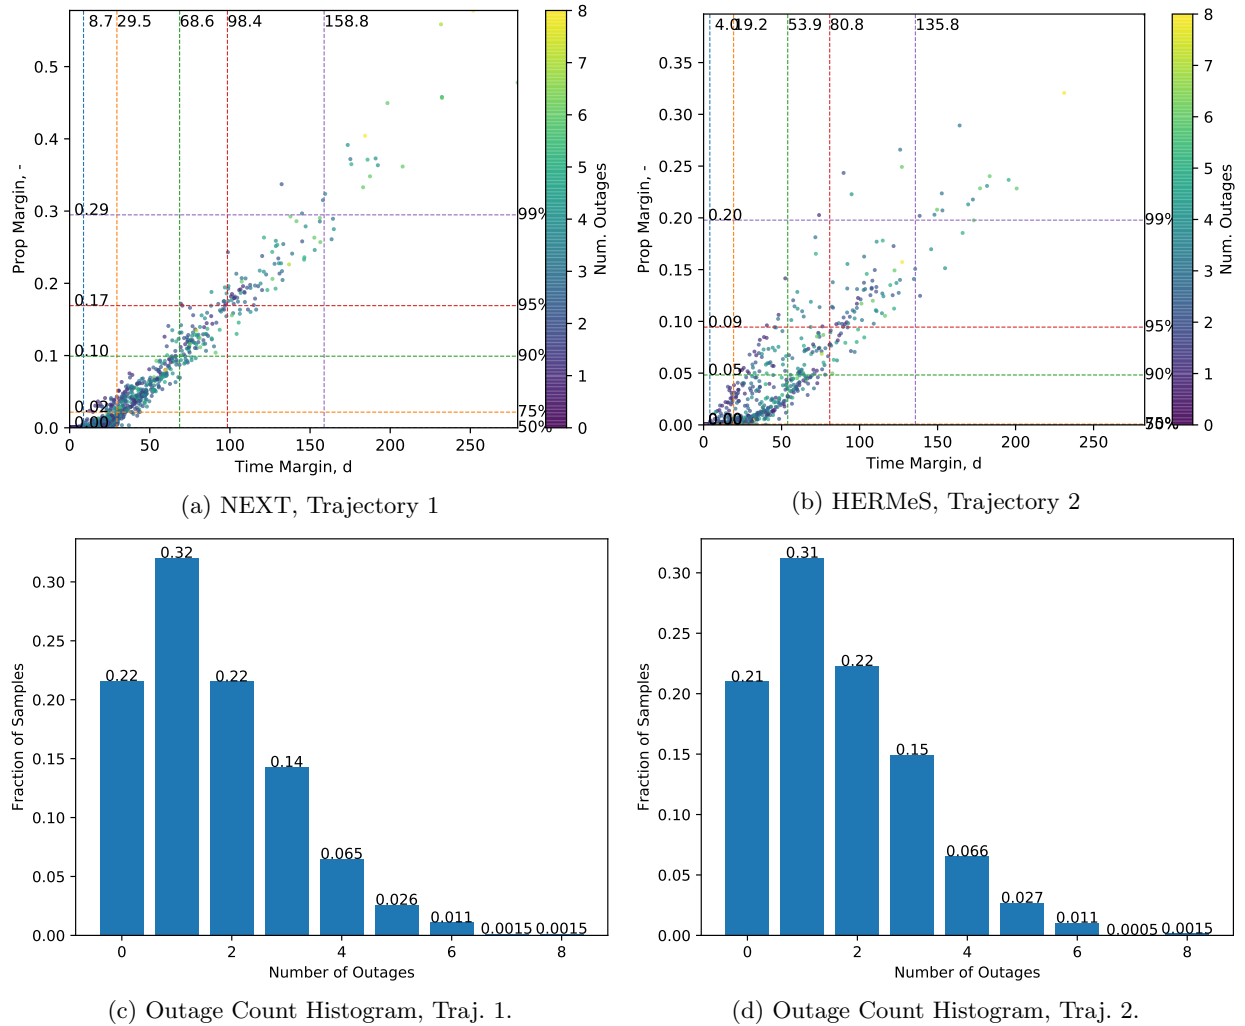 8.7 29.5 68.6 98.4 158.8
0.5
0.4
0.3
0.2
0.1
0.0
Prop Margin, -
0.29
0.17
0.10
0.02
0.00
99%
95%
90%
75%
50%
0 50 100 150 200
Time Margin, d
8
7
6
5
4
3
2
1
0
Num. Outages
(a) NEXT, Trajectory 1
4.0 19.2 53.9 80.8 135.8
0.35
0.30
0.25
0.20
0.15
0.10
0.05
0.00
Prop Margin, -
0.20
0.09
0.05
0.00
99%
95%
90%
0 50 100 150 200 250
Time Margin, d
8
7
6
5
4
3
2
1
0
Num. Outages
(b) HERMeS, Trajectory 2
0.30
0.25
0.20
0.15
0.10
0.05
0.00
Fraction of Samples
0.22 0.32 0.22 0.14 0.065 0.026 0.011 0.0015 0.0015
0 2 4 6 8
Number of Outages
(c) Outage Count Histogram, Traj. 1.
0.30
0.25
0.20
0.15
0.10
0.05
0.00
Fraction of Samples
0.21 0.31 0.22 0.15 0.066 0.027 0.011 0.0005 0.0015
0 2 4 6 8
Number of Outages
(d) Outage Count Histogram, Traj. 2.